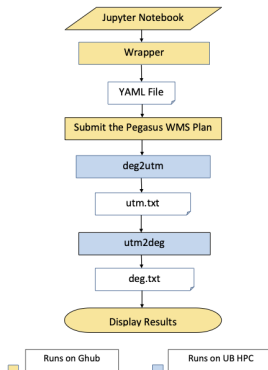 Jupyter Notebook
Wrapper
YAML File
Submit the Pegasus WMS Plan
deg2utm
utm.txt
utm2deg
deg.txt
Display Results
Runs on Ghub
Runs on UB HPC